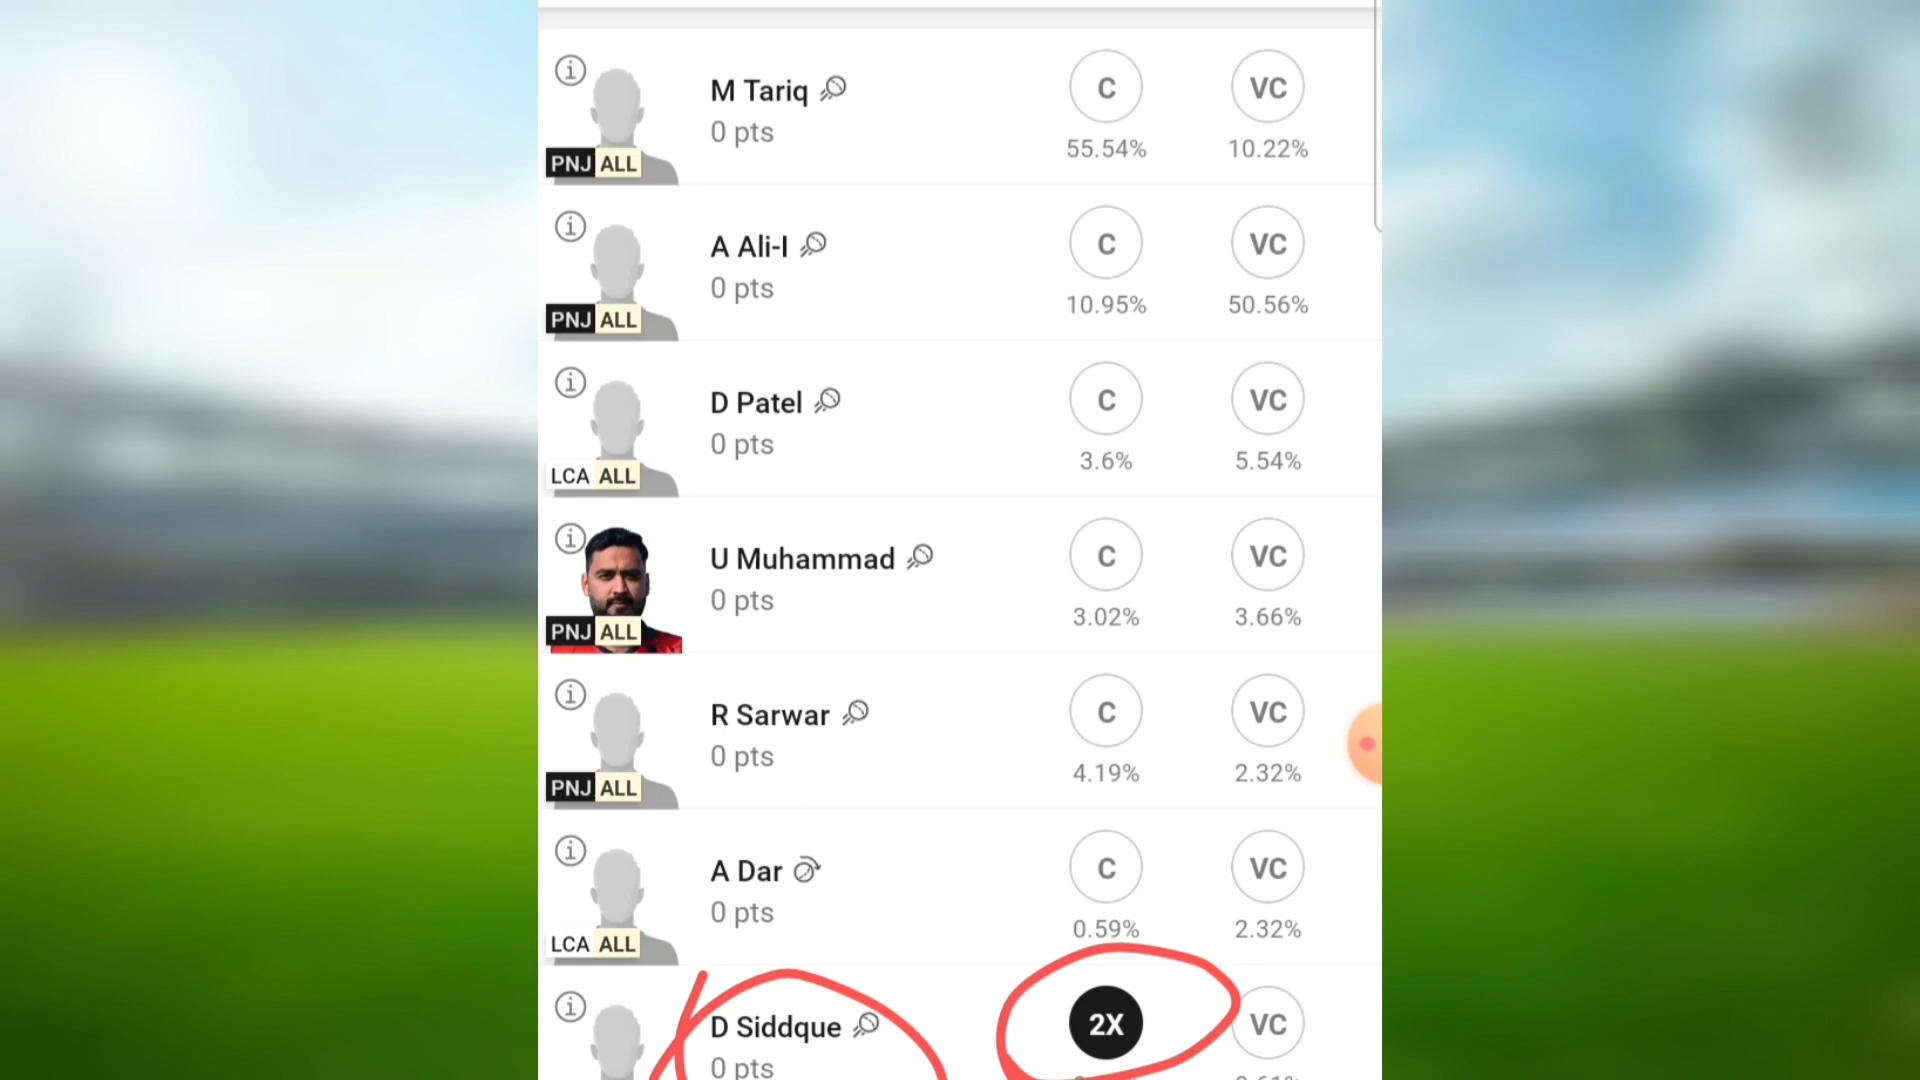 M Tariq
C
VC
0 pts
PNJ ALL
55.54%
10.22%
A Ali-I
C
VC
0 pts
PNJ ALL
10.95%
50.56%
D Patel
C
VC
0 pts
LCA ALL
3.6%
5.54%
U Muhammad
C
VC
0 pts
PNJ ALL
3.02%
3.66%
R Sarwar
C
VC
0 pts
PNJ ALL
4.19%
2.32%
A Dar
C
VC
0 pts
LCA ALL
0.59%
2.32%
D Siddque
2X
VC
0 pts